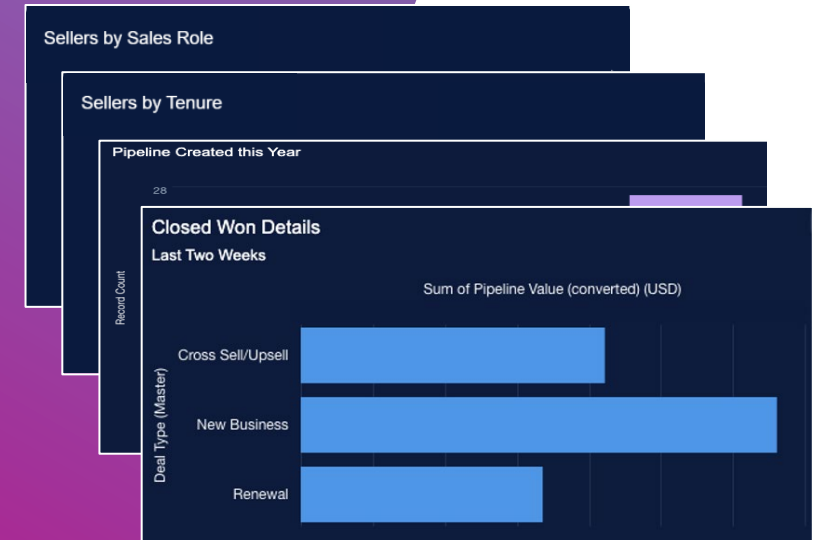 Sellers by Sales Role
Sellers by Tenure
Pipeline Created this Year
28
Record Count
Closed Won Details
Last Two Weeks
Sum of Pipeline Value (converted) (USD)
Deal Type (Master)
Cross Sell/Upsell
New Business
Renewal